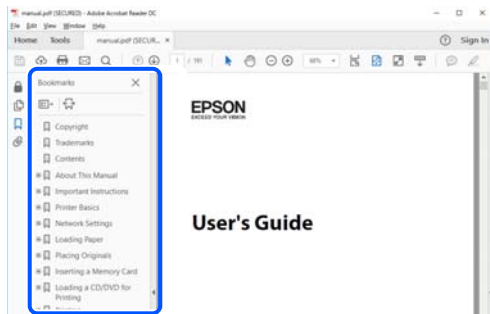 manual.pdf (SECURED) - Adobe Acrobat Reader DC
File Edit View Window Help
Home Tools manual.pdf (SECUR... ×
Sign In
1 / 191
Bookmarks
Copyright
Trademarks
Contents
About This Manual
Important Instructions
Printer Basics
Network Settings
Loading Paper
Placing Originals
Inserting a Memory Card
Loading a CD/DVD for
Printing
EPSON
EXCEED YOUR VISION
User's Guide